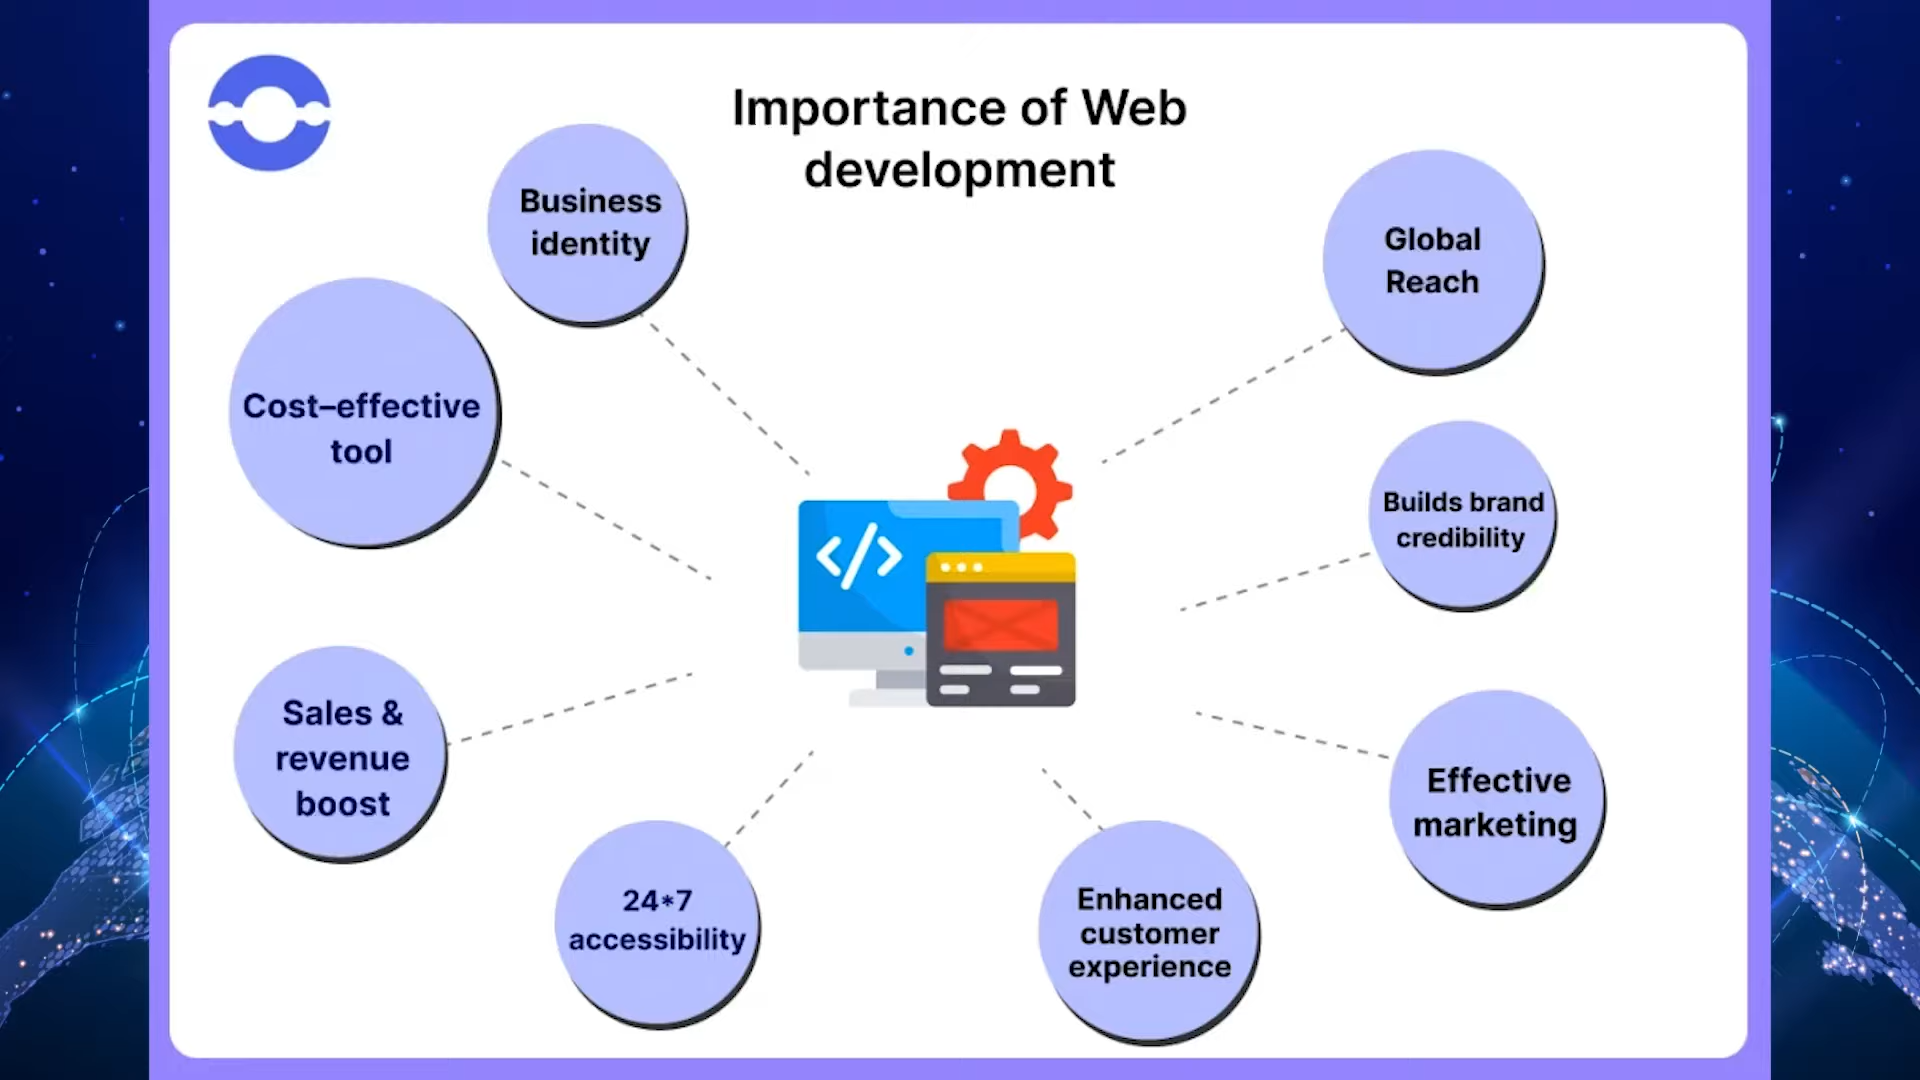 Importance of Web
development
Business
identity
Global
Reach
Cost–effective
tool
Builds brand
credibility
Sales &
revenue
boost
Effective
marketing
24*7
accessibility
Enhanced
customer
experience
</>